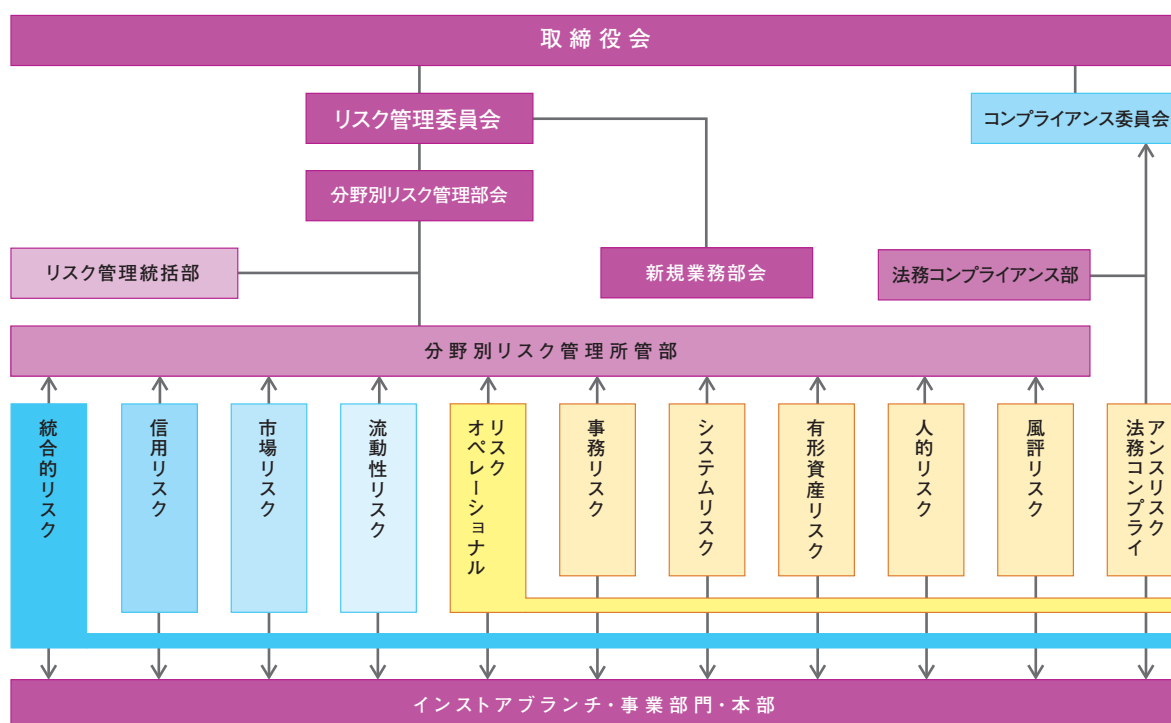 取締役会
リスク管理委員会
コンプライアンス委員会
分野別リスク管理部会
リスク管理統括部
新規業務部会
法務コンプライアンス部
分野別リスク管理所管部
統合的リスク
信用リスク
市場リスク
流動性リスク
オペレーショナル
リスク
事務リスク
システムリスク
有形資産リスク
人的リスク
風評リスク
法務コンプライ
アンスリスク
インストアブランチ・事業部門・本部